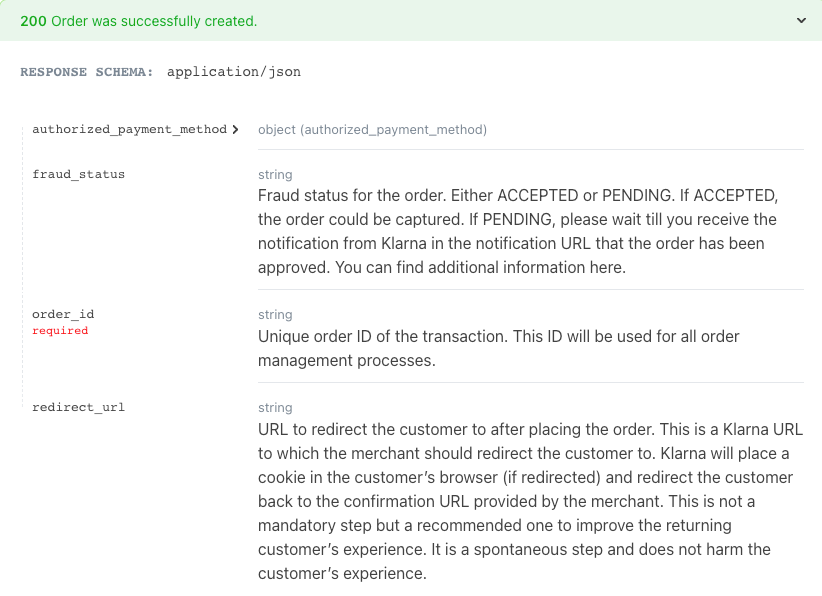 200 Order was successfully created.
RESPONSE SCHEMA: application/json
authorized_payment_method object (authorized_payment_method)
fraud_status string
Fraud status for the order. Either ACCEPTED or PENDING. If ACCEPTED,
the order could be captured. If PENDING, please wait till you receive the
notification from Klarna in the notification URL that the order has been
approved. You can find additional information here.
order_id string
required
Unique order ID of the transaction. This ID will be used for all order
management processes.
redirect_url string
URL to redirect the customer to after placing the order. This is a Klarna URL
to which the merchant should redirect the customer to. Klarna will place a
cookie in the customer’s browser (if redirected) and redirect the customer
back to the confirmation URL provided by the merchant. This is not a
mandatory step but a recommended one to improve the returning
customer’s experience. It is a spontaneous step and does not harm the
customer’s experience.